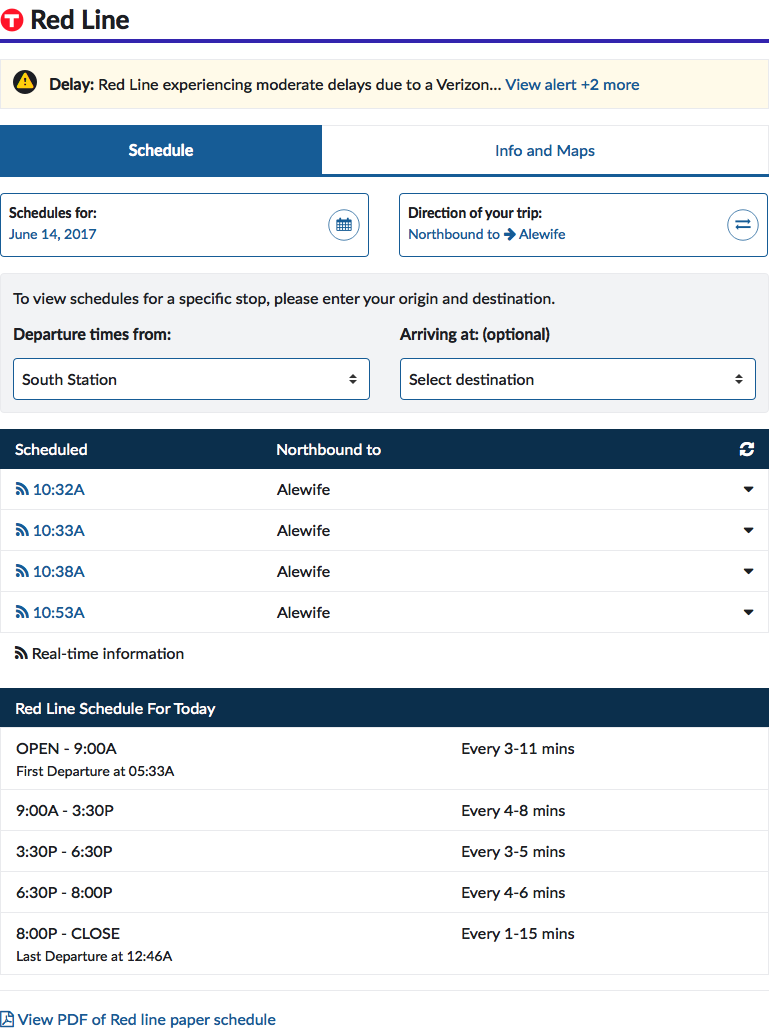 T Red Line
Delay: Red Line experiencing moderate delays due to a Verizon... View alert +2 more
Schedule
Info and Maps
Schedules for:
June 14, 2017
Direction of your trip:
Northbound to → Alewife
To view schedules for a specific stop, please enter your origin and destination.
Departure times from:
Arriving at: (optional)
South Station
Select destination
Scheduled Northbound to
10:32A Alewife
10:33A Alewife
10:38A Alewife
10:53A Alewife
Real-time information
Red Line Schedule For Today
OPEN - 9:00A Every 3-11 mins
First Departure at 05:33A
9:00A - 3:30P Every 4-8 mins
3:30P - 6:30P Every 3-5 mins
6:30P - 8:00P Every 4-6 mins
8:00P - CLOSE Every 1-15 mins
Last Departure at 12:46A
View PDF of Red line paper schedule